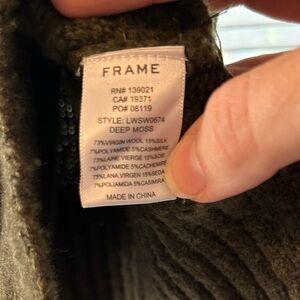 FRAME
RN# 139021
CA# 19371
PO# 08119
STYLE: LWSW0674
DEEP MOSS
73%VIRGIN WOOL 15%SILK
7%POLYAMIDE 5%CASHMERE
73%LAINE VIERGE 15%SOIE
7%POLYAMIDE 5%CACHEMIRE
73%LANA VIRGEN 15%SEDA
7%POLIAMIDA 5%CASIMIRA
MADE IN CHINA